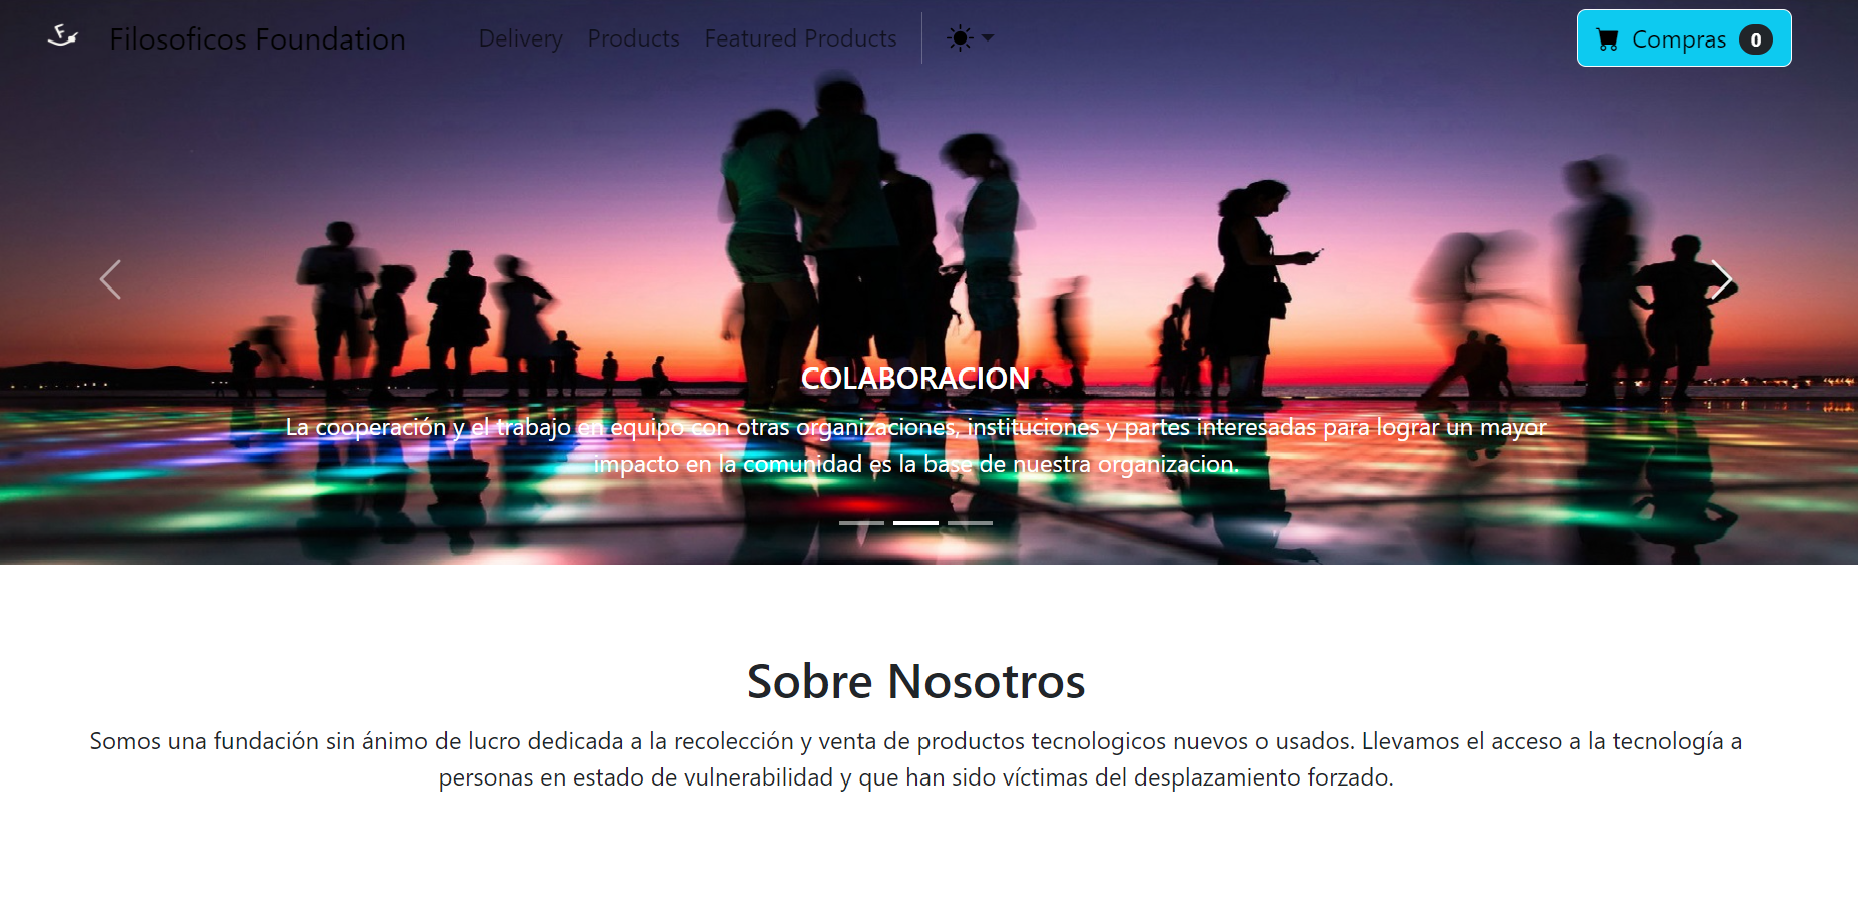 F
Filosoficos Foundation
Delivery
Products
Featured Products
Compras 0
COLABORACIÓN
La cooperación y el trabajo en equipo con otras organizaciones, instituciones y partes interesadas para lograr un mayor
impacto en la comunidad es la base de nuestra organizacion.
Sobre Nosotros
Somos una fundación sin ánimo de lucro dedicada a la recolección y venta de productos tecnologicos nuevos o usados. Llevamos el acceso a la tecnología a
personas en estado de vulnerabilidad y que han sido víctimas del desplazamiento forzado.